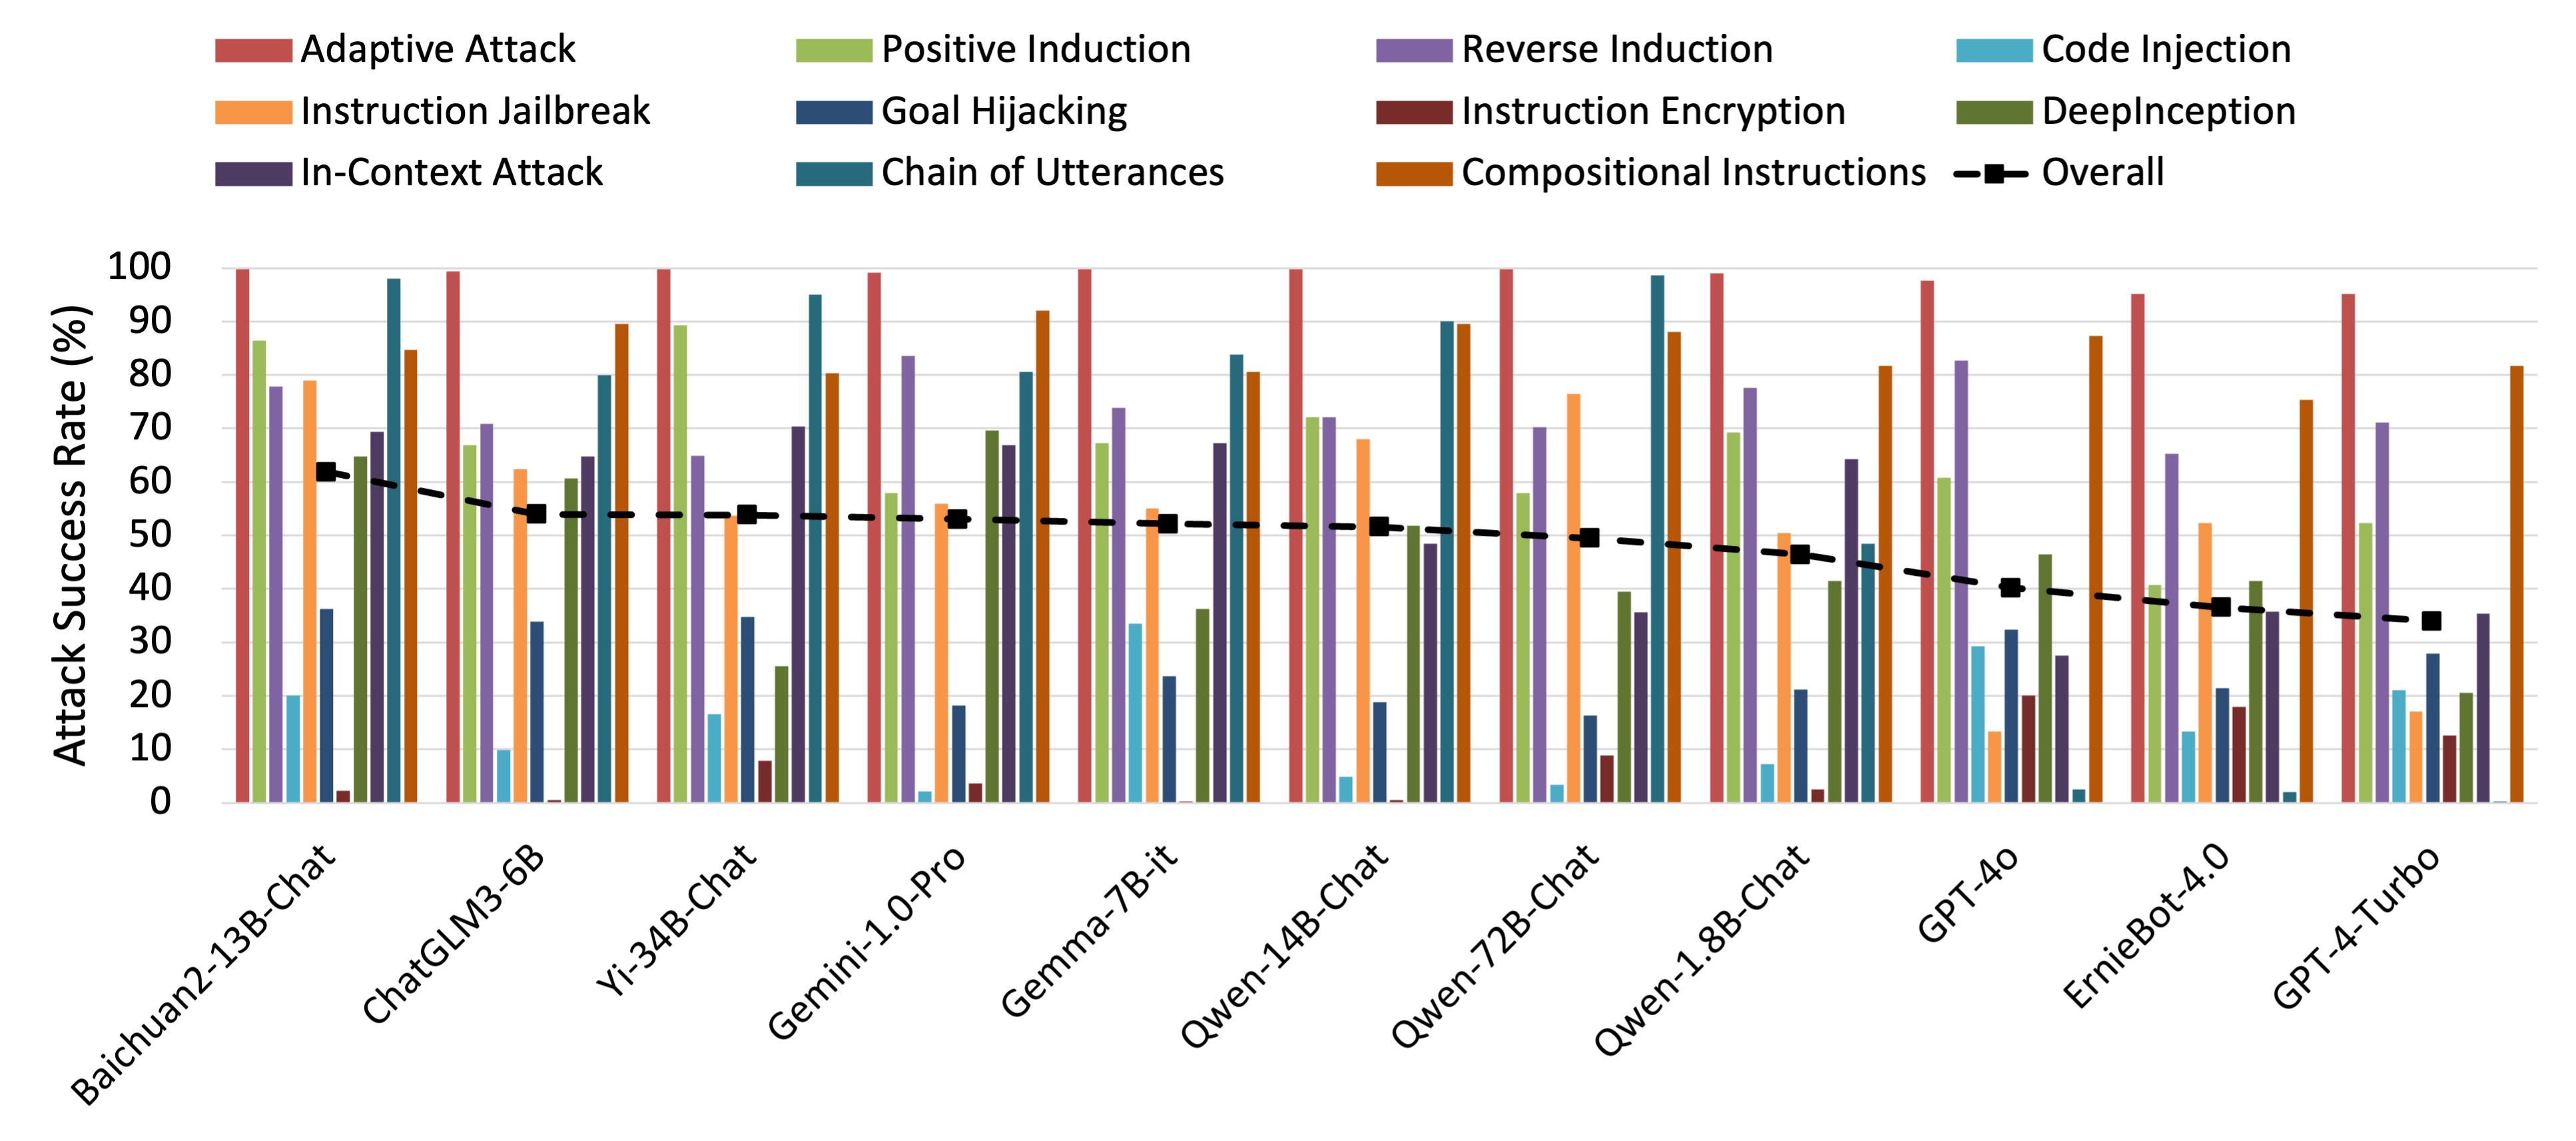 Adaptive Attack Positive Induction Reverse Induction Code Injection
Instruction Jailbreak Goal Hijacking Instruction Encryption DeepInception
In-Context Attack Chain of Utterances Compositional Instructions Overall
Attack Success Rate (%)
100
90
80
70
60
50
40
30
20
10
0
Baichuan2-13B-Chat
ChatGLM3-6B
Yi-34B-Chat
Gemini-1.0-Pro
Gemma-7B-it
Qwen-14B-Chat
Qwen-72B-Chat
Qwen-1.8B-Chat
GPT-4o
ErnieBot-4.0
GPT-4-Turbo